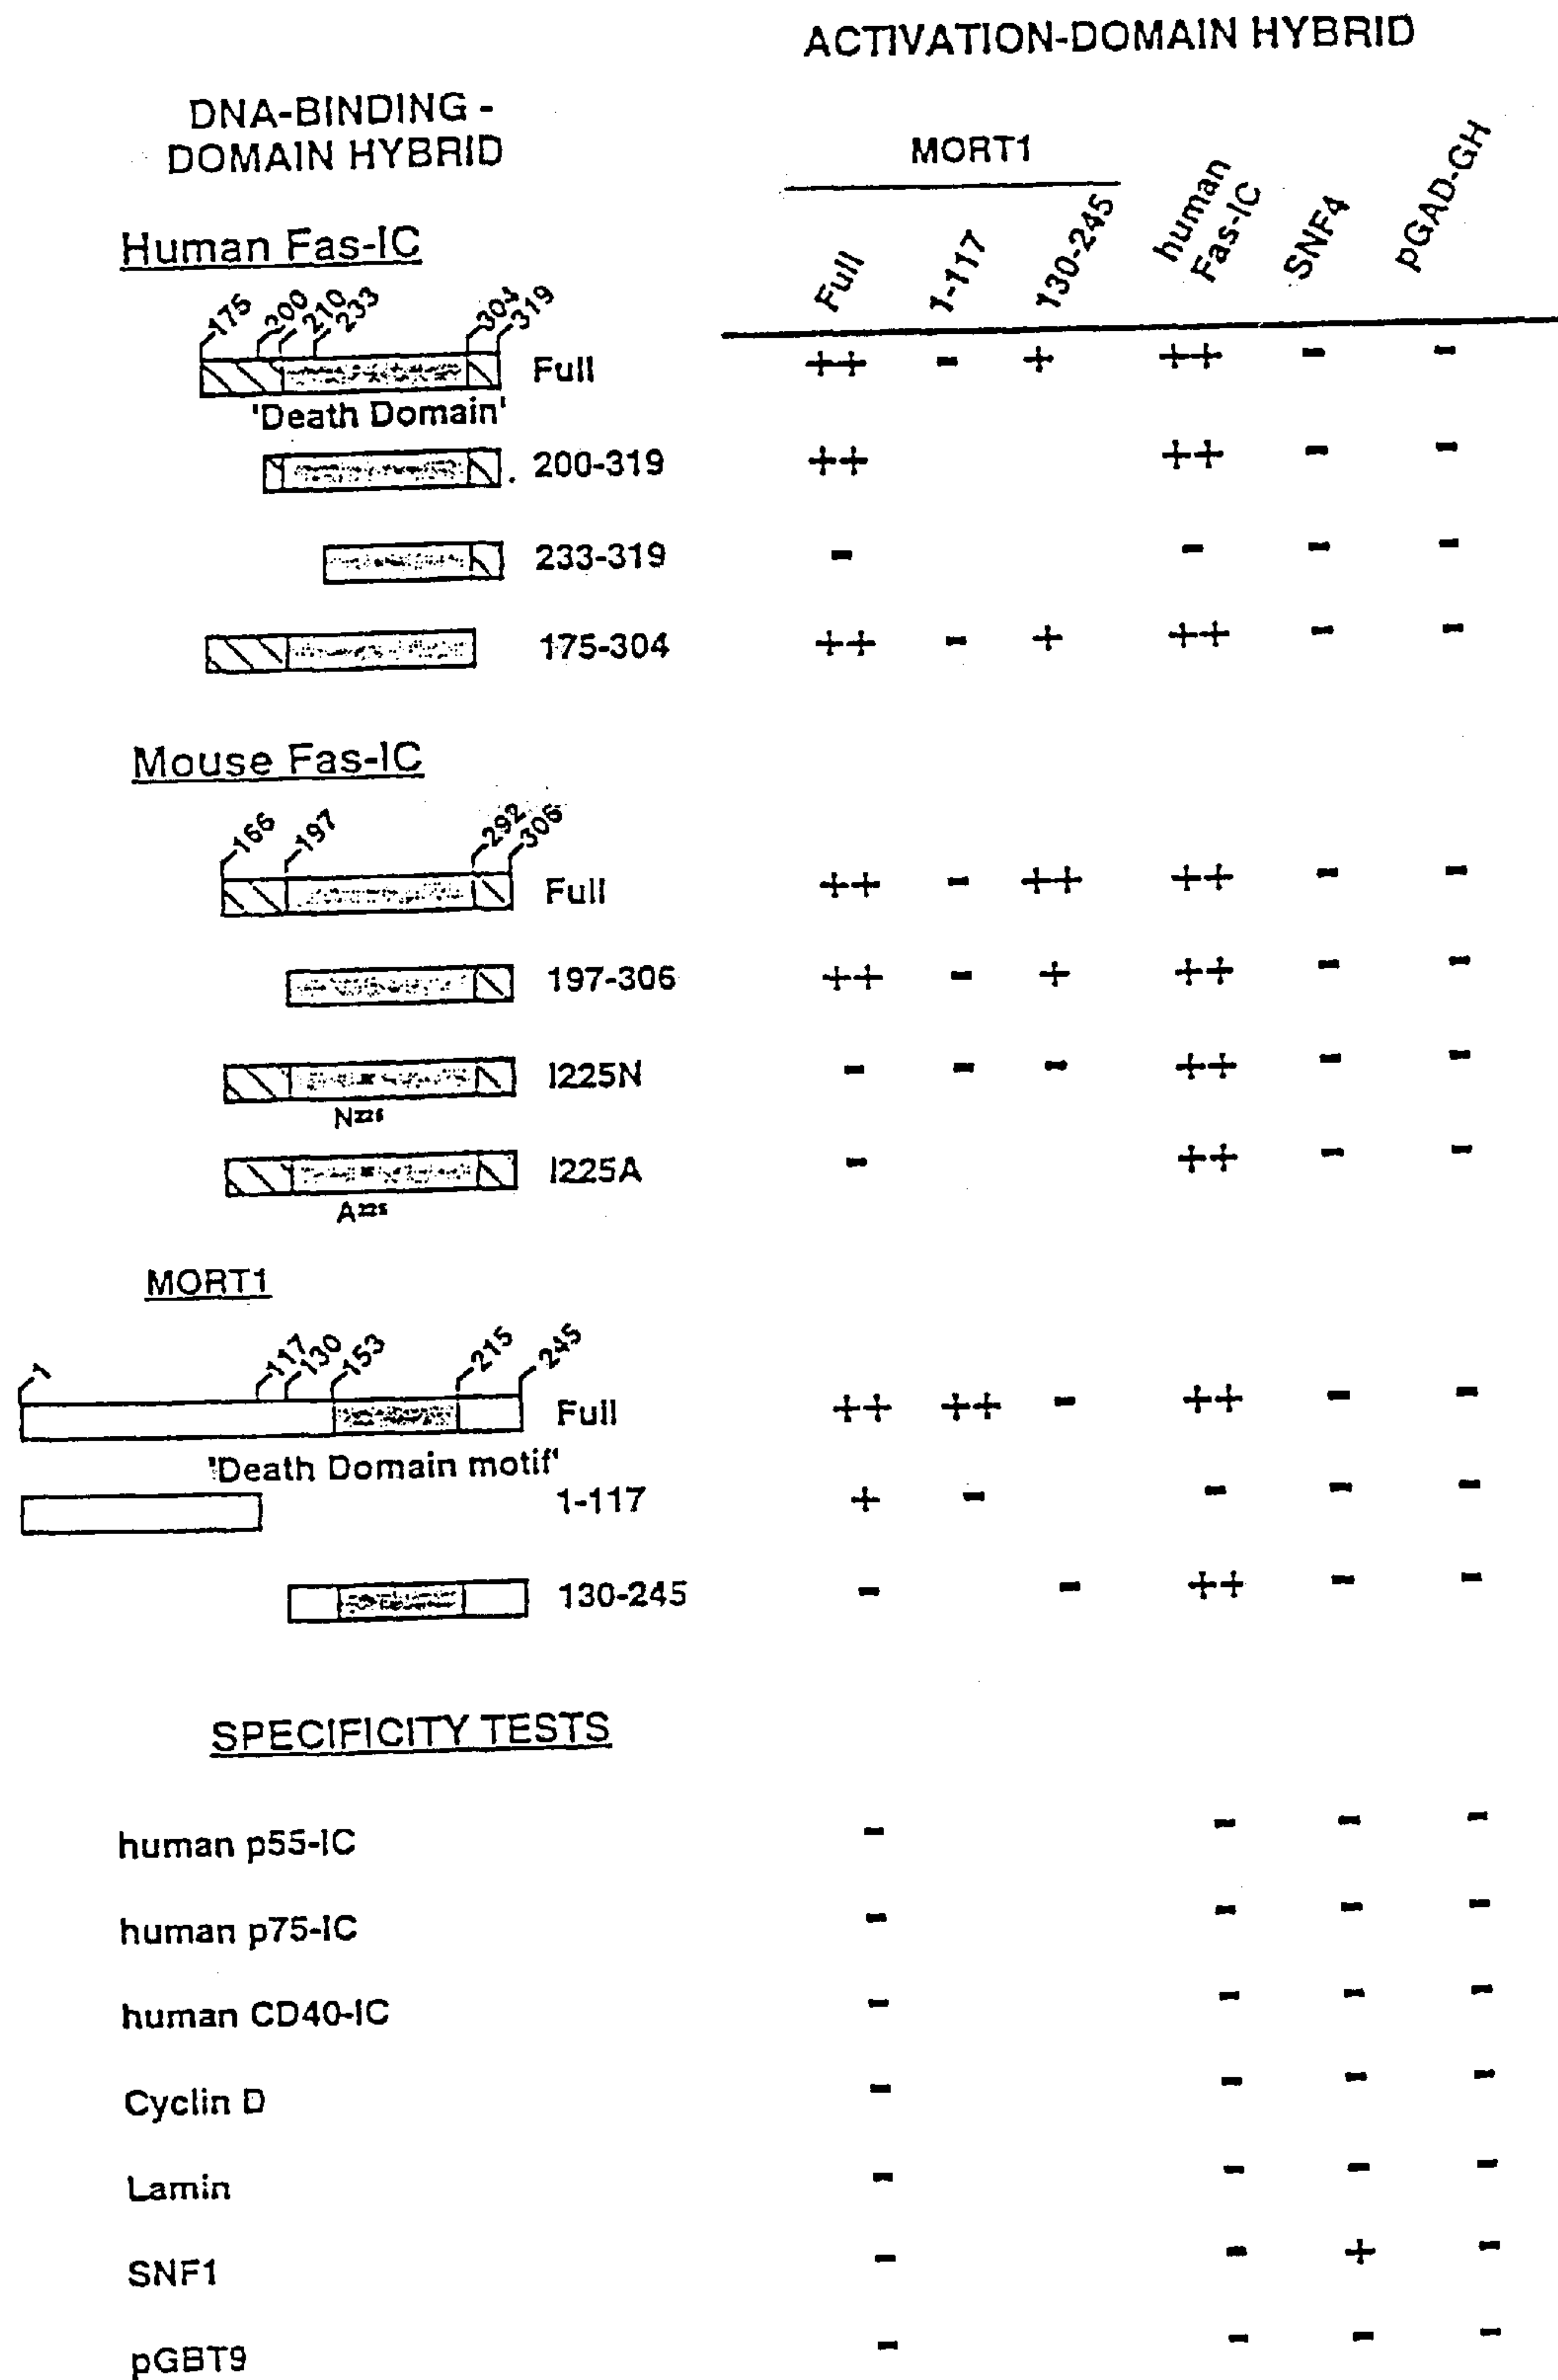 ACTIVATION-DOMAIN HYBRID
DNA-BINDING -
DOMAIN HYBRID
MORT1
Full
1-117
130-245
human
Fas-IC
SNF4
pGAD-GH
Human Fas-IC
175 200 210 233 304 319
Full ++ - + ++ - -
'Death Domain'
200-319 ++ ++ - -
233-319 - - - -
175-304 ++ - + ++ - -
Mouse Fas-IC
166 197 292 306
Full ++ - ++ ++ - -
197-306 ++ - + ++ - -
I225N - - - ++ - -
N225
I225A - ++ - -
A225
MORT1
1 117 130 153 215 245
Full ++ ++ - ++ - -
'Death Domain motif'
1-117 + - - - -
130-245 - - ++ - -
SPECIFICITY TESTS
human p55-IC - - - -
human p75-IC - - - -
human CD40-IC - - - -
Cyclin D - - - -
Lamin - - - -
SNF1 - - + -
pGBT9 - - - -